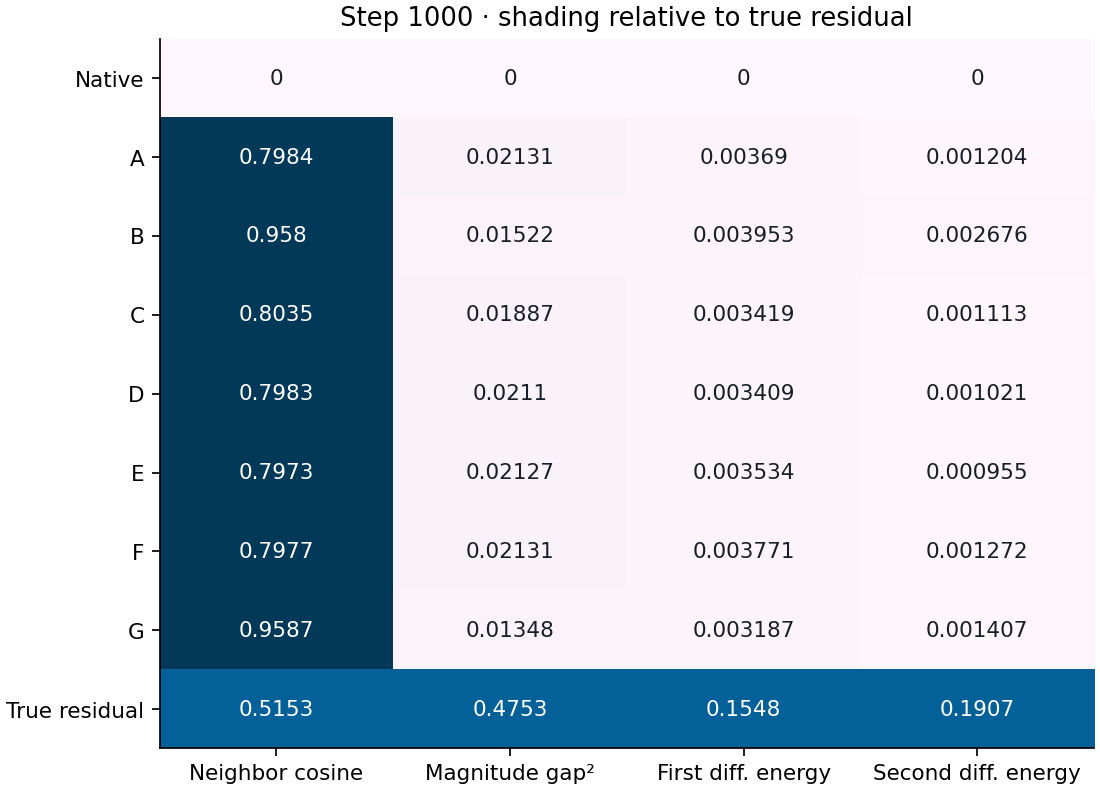 Step 1000 · shading relative to true residual
Native 0 0 0 0
A 0.7984 0.02131 0.00369 0.001204
B 0.958 0.01522 0.003953 0.002676
C 0.8035 0.01887 0.003419 0.001113
D 0.7983 0.0211 0.003409 0.001021
E 0.7973 0.02127 0.003534 0.000955
F 0.7977 0.02131 0.003771 0.001272
G 0.9587 0.01348 0.003187 0.001407
True residual 0.5153 0.4753 0.1548 0.1907
Neighbor cosine Magnitude gap² First diff. energy Second diff. energy